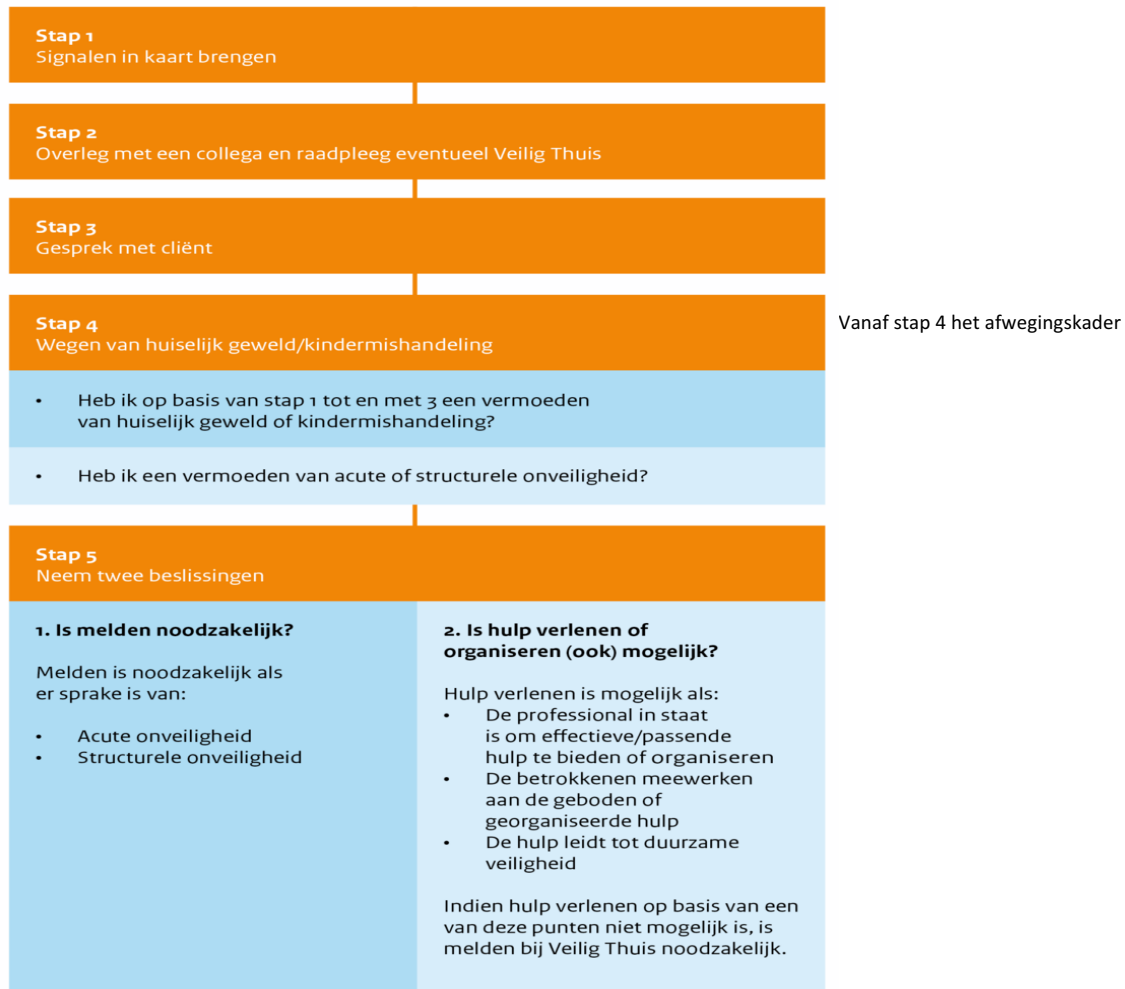 Stap 1
Signalen in kaart brengen
Stap 2
Overleg met een collega en raadpleeg eventueel Veilig Thuis
Stap 3
Gesprek met cliënt
Stap 4
Wegen van huiselijk geweld/kindermishandeling
Vanaf stap 4 het afwegingskader
• Heb ik op basis van stap 1 tot en met 3 een vermoeden
van huiselijk geweld of kindermishandeling?
• Heb ik een vermoeden van acute of structurele onveiligheid?
Stap 5
Neem twee beslissingen
1. Is melden noodzakelijk?
Melden is noodzakelijk als
er sprake is van:
• Acute onveiligheid
• Structurele onveiligheid
2. Is hulp verlenen of
organiseren (ook) mogelijk?
Hulp verlenen is mogelijk als:
• De professional in staat
is om effectieve/passende
hulp te bieden of organiseren
• De betrokkenen meewerken
aan de geboden of
georganiseerde hulp
• De hulp leidt tot duurzame
veiligheid
Indien hulp verlenen op basis van een
van deze punten niet mogelijk is, is
melden bij Veilig Thuis noodzakelijk.